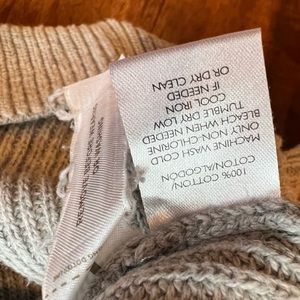 100% COTTON/
COTON/ALGODON
MACHINE WASH COLD
ONLY NON-CHLORINE
BLEACH WHEN NEEDED
TUMBLE DRY LOW
COOL IRON
IF NEEDED
OR DRY CLEAN